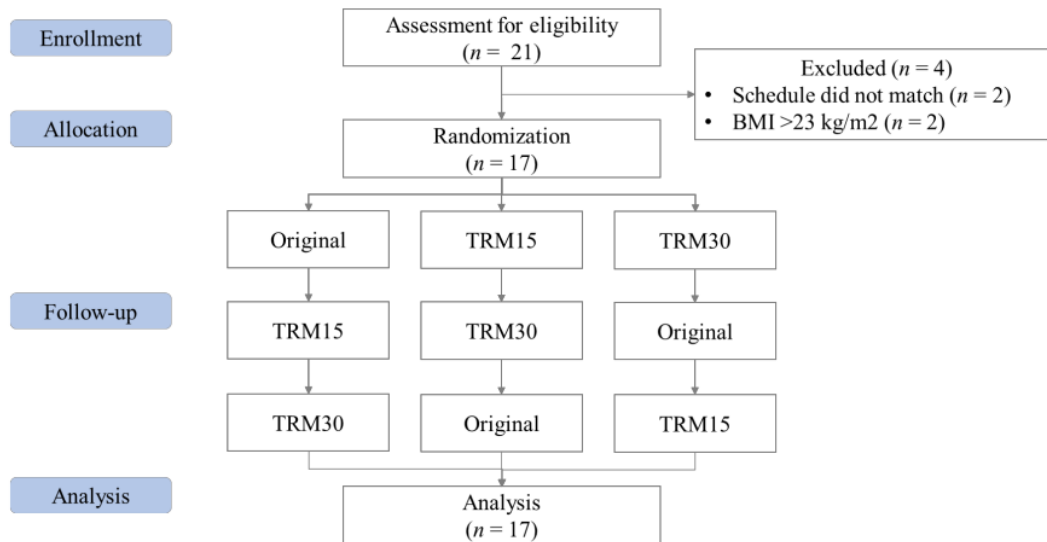 Enrollment
Assessment for eligibility
(n = 21)
Excluded (n = 4)
• Schedule did not match (n = 2)
• BMI >23 kg/m2 (n = 2)
Allocation
Randomization
(n = 17)
Original
TRM15
TRM30
Follow-up
TRM15
TRM30
Original
TRM30
Original
TRM15
Analysis
Analysis
(n = 17)